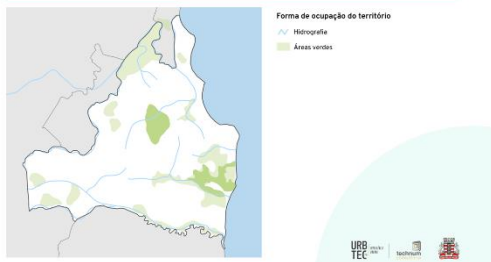 Forma de ocupação do território
Hidrografia
Áreas verdes
URB
TEC
technum